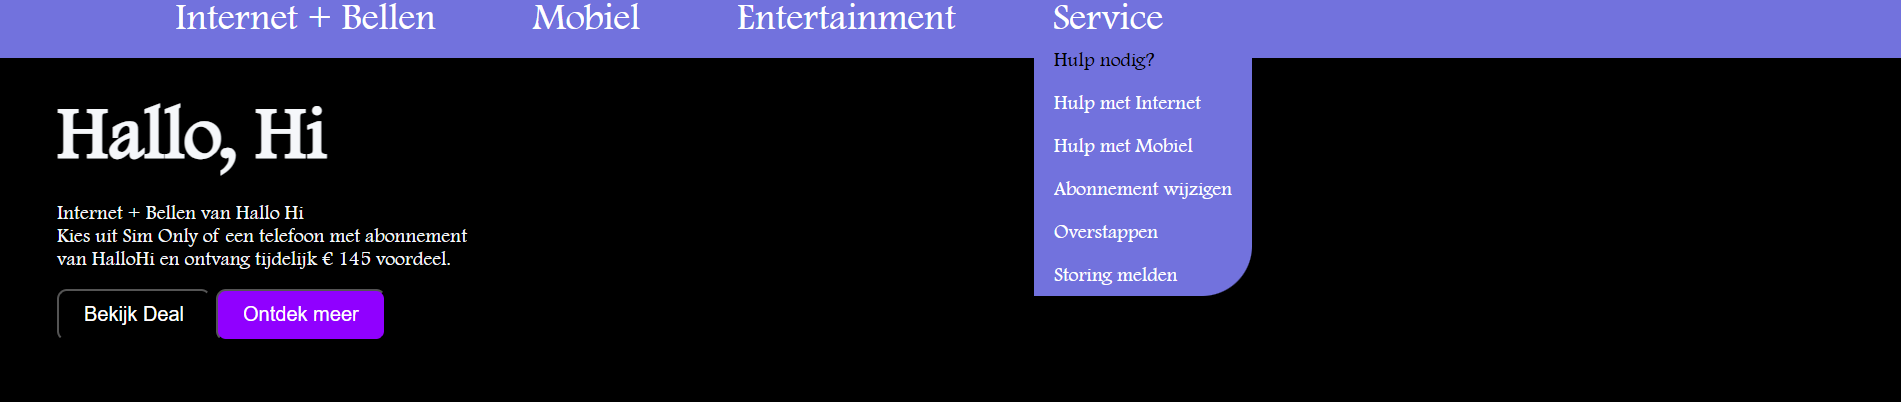 Internet + Bellen
Mobiel
Entertainment
Service
Hulp nodig?
Hulp met Internet
Hulp met Mobiel
Abonnement wijzigen
Overstappen
Storing melden
Hallo, Hi
Internet + Bellen van Hallo Hi
Kies uit Sim Only of een telefoon met abonnement
van HalloHi en ontvang tijdelijk € 145 voordeel.
Bekijk Deal
Ontdek meer